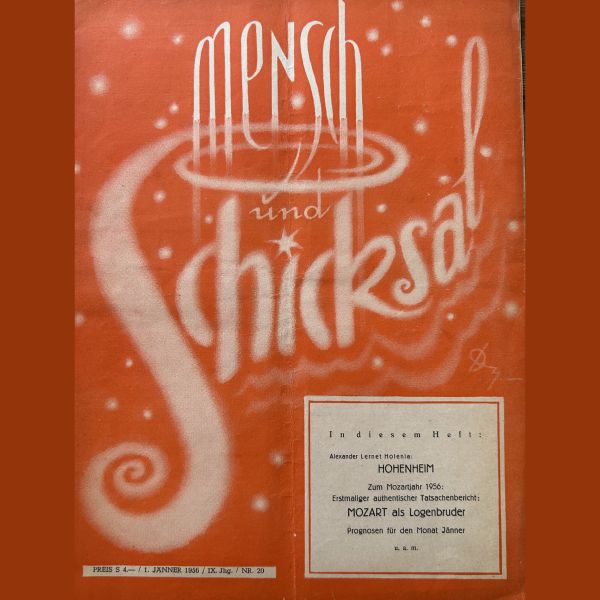 mensch
und
Schicksal
In diesem Heft:
Alexander Lernet Holenia:
HOHENHEIM
Zum Mozartjahr 1956:
Erstmaliger authentischer Tatsachenbericht:
MOZART als Logenbruder
Prognosen für den Monat Jänner
u. a. m.
PREIS S 4.— / 1. JÄNNER 1956 / IX. Jhg. / NR. 20